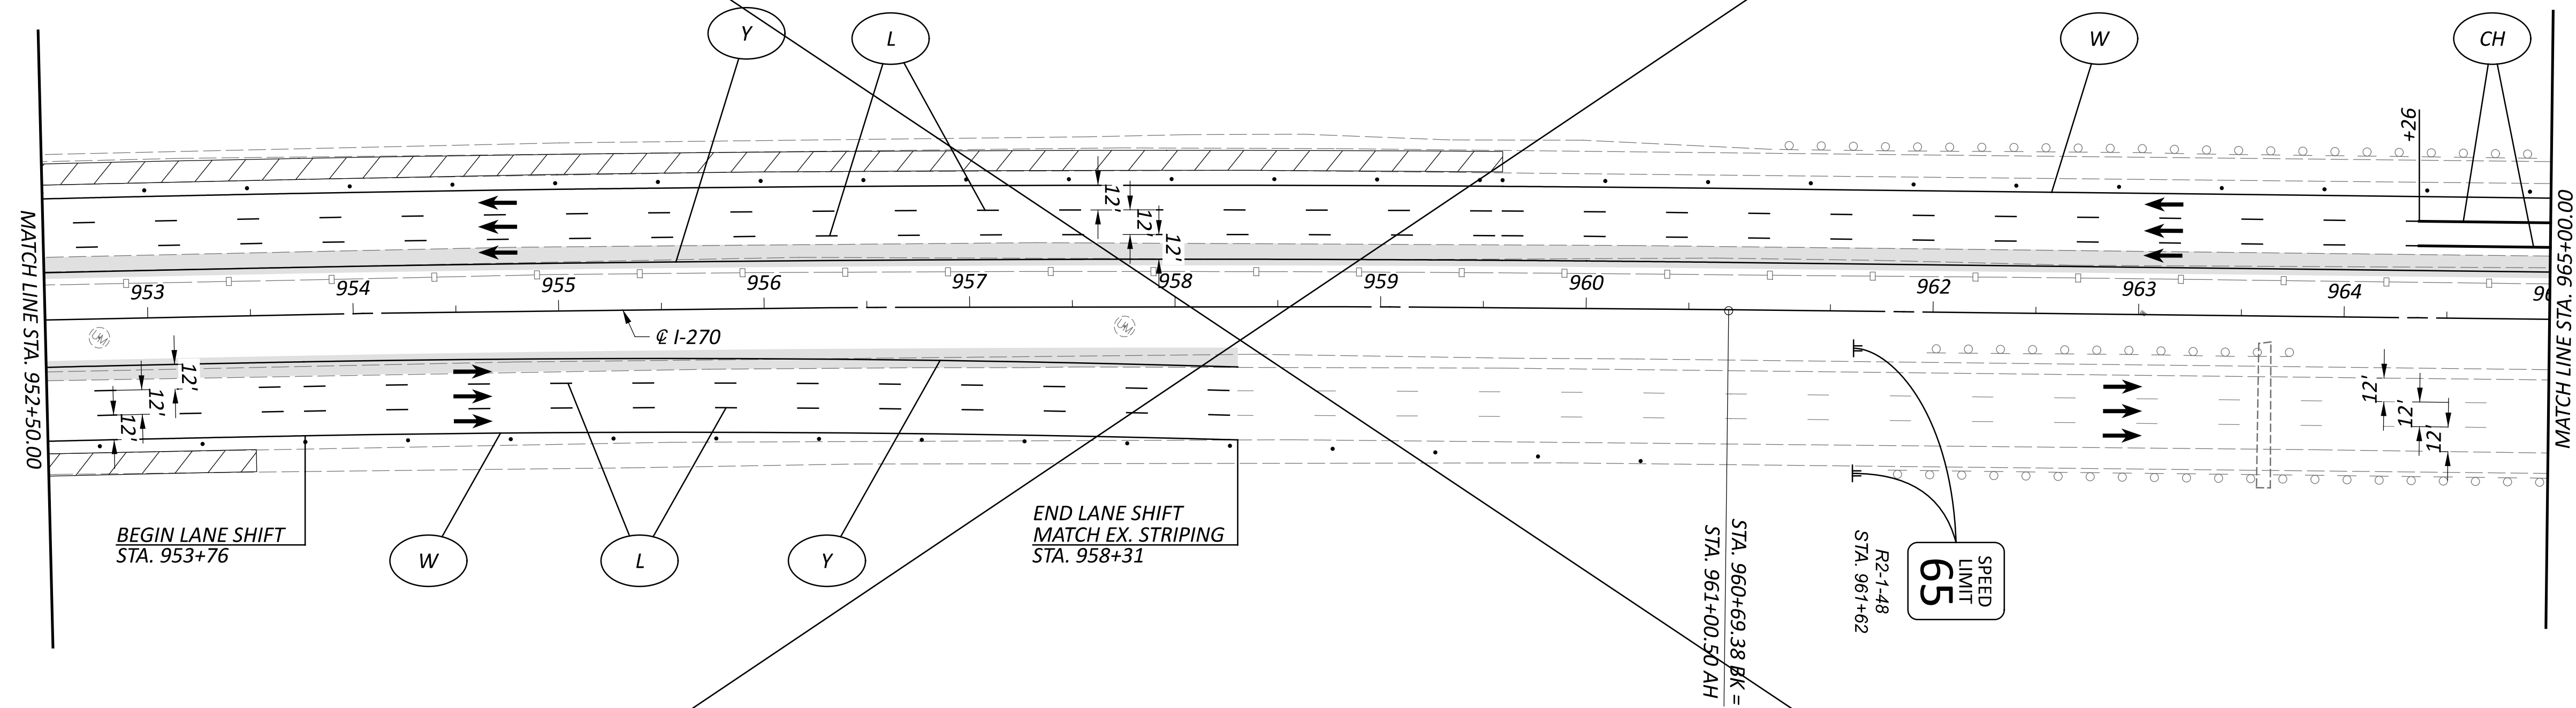 Y
L
W
CH
+26
12'
12'
12'
MATCH LINE STA. 952+50.00
MATCH LINE STA. 965+00.00
953
954
955
956
957
958
959
960
962
963
964
℄ I-270
12'
12'
12'
12'
12'
12'
BEGIN LANE SHIFT
STA. 953+76
W
L
Y
END LANE SHIFT
MATCH EX. STRIPING
STA. 958+31
STA. 960+69.38 BK =
STA. 961+00.50 AH
R2-1-48
STA. 961+62
SPEED
LIMIT
65